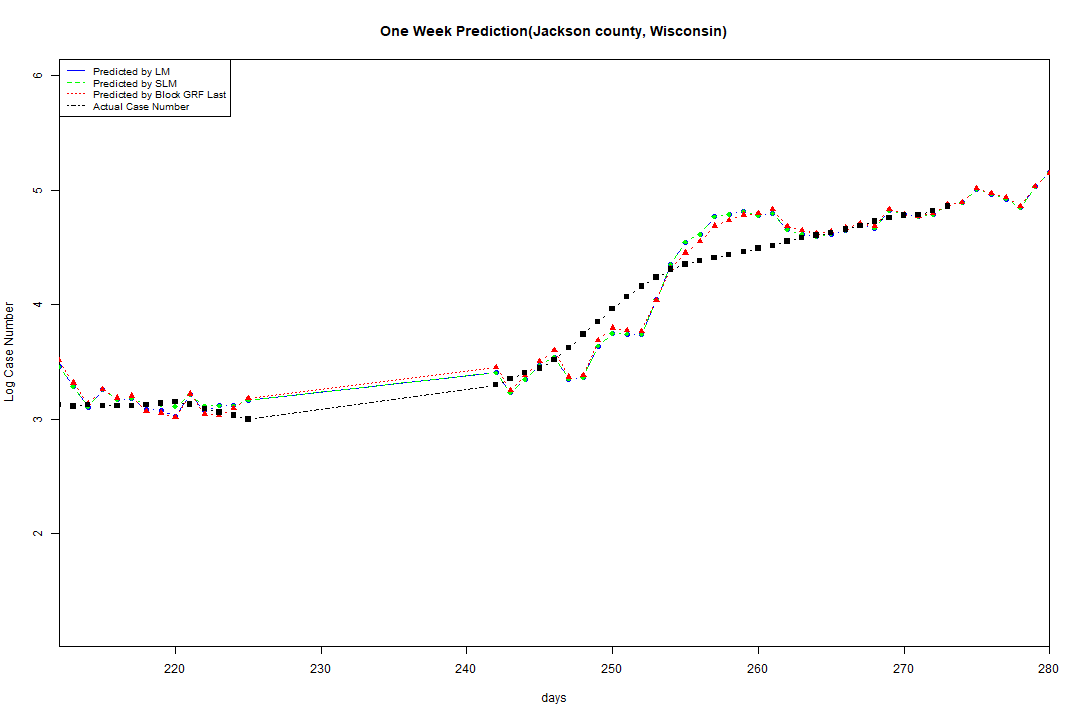 One Week Prediction(Jackson county, Wisconsin)
Predicted by LM
Predicted by SLM
Predicted by Block GRF Last
Actual Case Number
6
5
4
3
2
Log Case Number
220 230 240 250 260 270 280
days